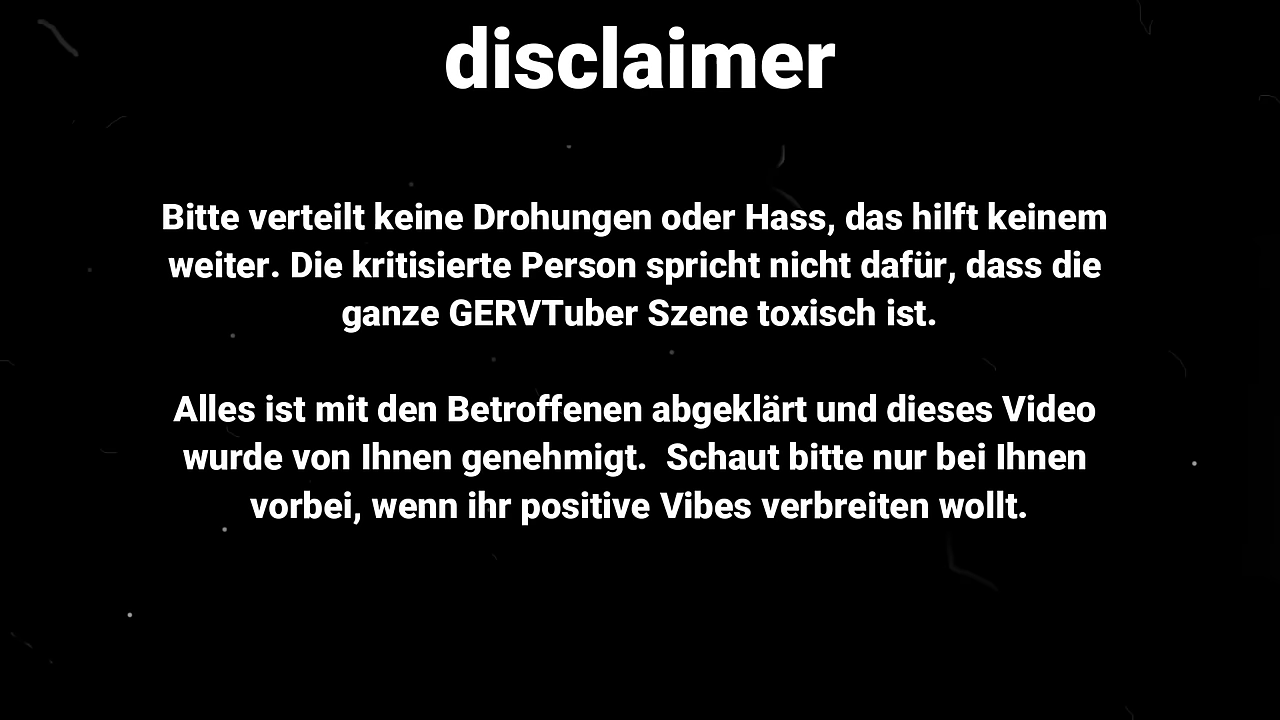 disclaimer
Bitte verteilt keine Drohungen oder Hass, das hilft keinem
weiter. Die kritisierte Person spricht nicht dafür, dass die
ganze GERVTuber Szene toxisch ist.
Alles ist mit den Betroffenen abgeklärt und dieses Video
wurde von Ihnen genehmigt.  Schaut bitte nur bei Ihnen
vorbei, wenn ihr positive Vibes verbreiten wollt.